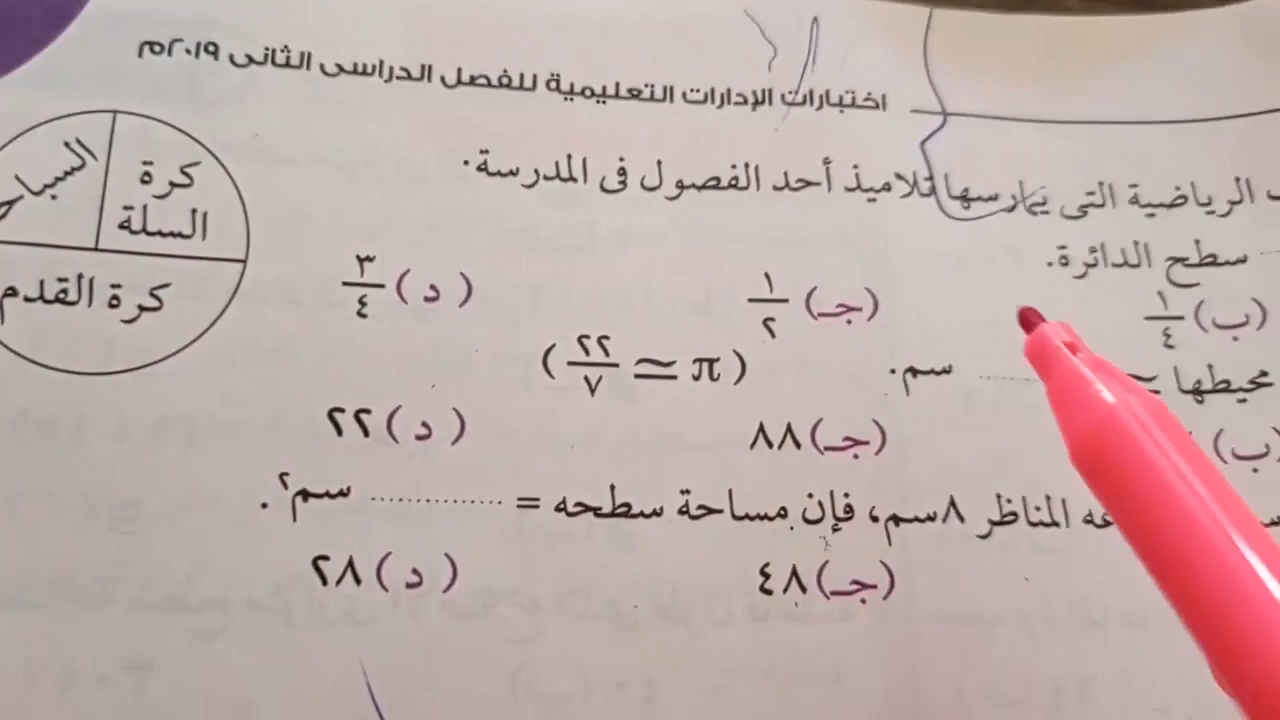 اختبارات الإدارات التعليمية للفصل الدراسى الثانى ٢٠١٩م
الرياضية التى يمارسها تلاميذ أحد الفصول فى المدرسة.
سطح الدائرة.
(ب) ١/٤ (جـ) ١/٢ (د) ٣/٤
كرة السلة
السباحـ
كرة القدم
محيطها ≃ ............ سم. (π ≃ ٢٢/٧)
(ب) (جـ) ٨٨ (د) ٢٢
المناظر ٨سم، فإن مساحة سطحه = ............ سم٢.
(جـ) ٤٨ (د) ٢٨